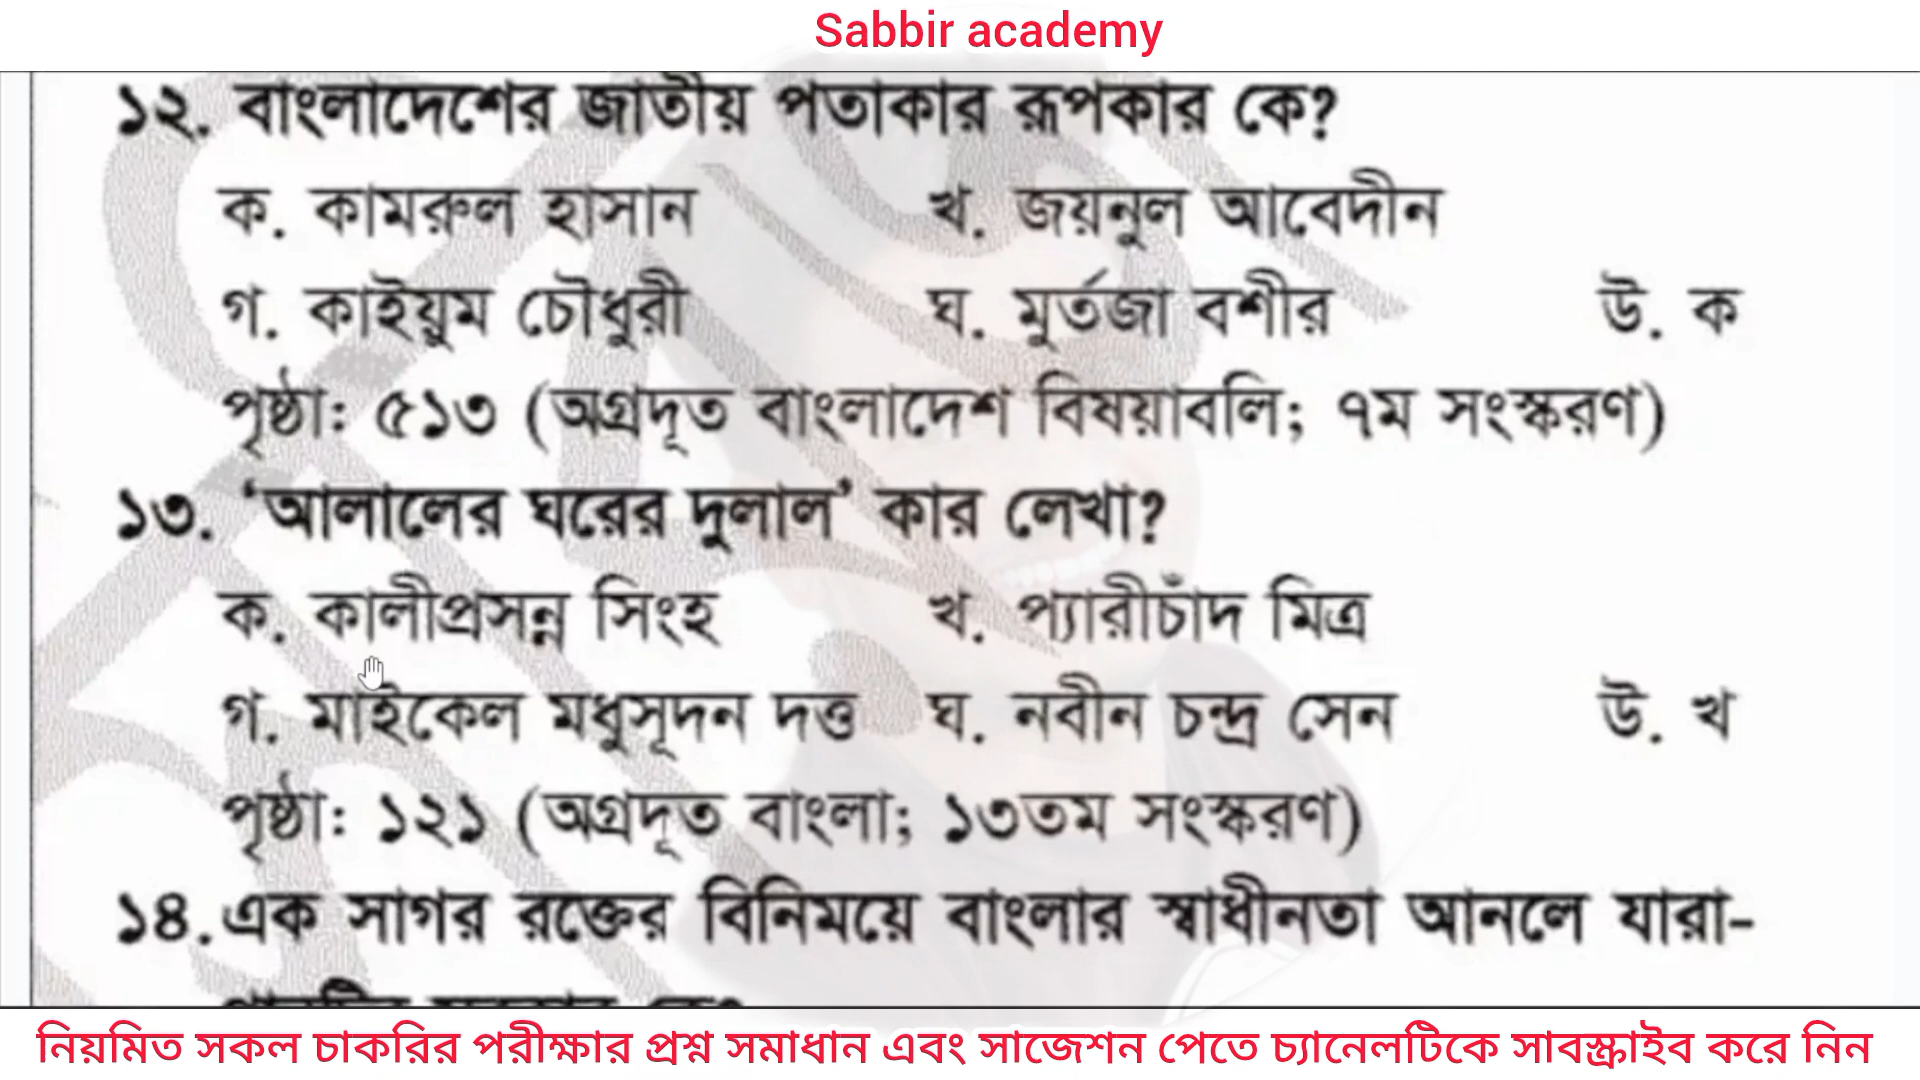 Sabbir academy
১২. বাংলাদেশের জাতীয় পতাকার রূপকার কে?
ক. কামরুল হাসান খ. জয়নুল আবেদীন
গ. কাইয়ুম চৌধুরী ঘ. মুর্তজা বশীর উ. ক
পৃষ্ঠা: ৫১৩ (অগ্রদূত বাংলাদেশ বিষয়াবলি; ৭ম সংস্করণ)
১৩. ‘আলালের ঘরের দুলাল’ কার লেখা?
ক. কালীপ্রসন্ন সিংহ খ. প্যারীচাঁদ মিত্র
গ. মাইকেল মধুসূদন দত্ত ঘ. নবীন চন্দ্র সেন উ. খ
পৃষ্ঠা: ১২১ (অগ্রদূত বাংলা; ১৩তম সংস্করণ)
১৪. এক সাগর রক্তের বিনিময়ে বাংলার স্বাধীনতা আনলে যারা-
নিয়মিত সকল চাকরির পরীক্ষার প্রশ্ন সমাধান এবং সাজেশন পেতে চ্যানেলটিকে সাবস্ক্রাইব করে নিন